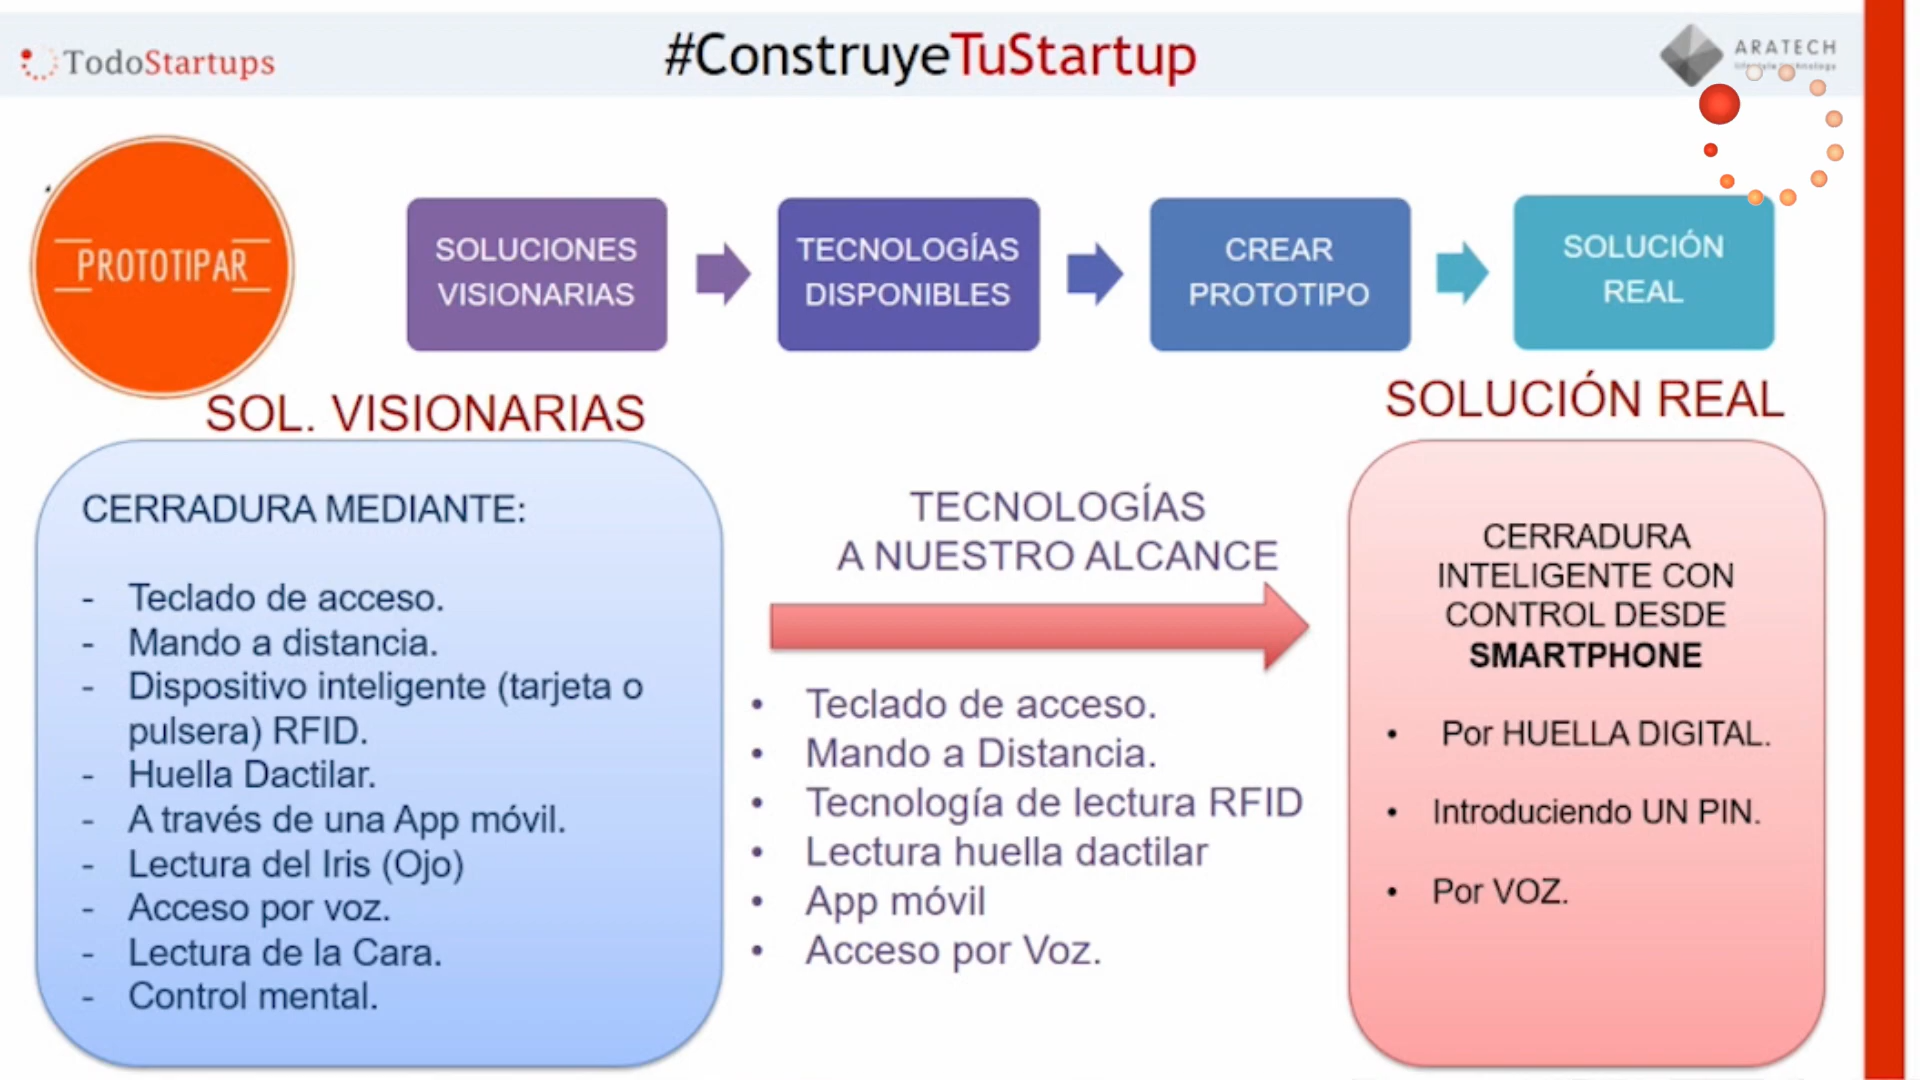 TodoStartups
#ConstruyeTuStartup
ARATECH
PROTOTIPAR
SOLUCIONES
VISIONARIAS
TECNOLOGÍAS
DISPONIBLES
CREAR
PROTOTIPO
SOLUCIÓN
REAL
SOL. VISIONARIAS
CERRADURA MEDIANTE:
- Teclado de acceso.
- Mando a distancia.
- Dispositivo inteligente (tarjeta o
pulsera) RFID.
- Huella Dactilar.
- A través de una App móvil.
- Lectura del Iris (Ojo)
- Acceso por voz.
- Lectura de la Cara.
- Control mental.
TECNOLOGÍAS
A NUESTRO ALCANCE
• Teclado de acceso.
• Mando a Distancia.
• Tecnología de lectura RFID
• Lectura huella dactilar
• App móvil
• Acceso por Voz.
SOLUCIÓN REAL
CERRADURA
INTELIGENTE CON
CONTROL DESDE
SMARTPHONE
• Por HUELLA DIGITAL.
• Introduciendo UN PIN.
• Por VOZ.